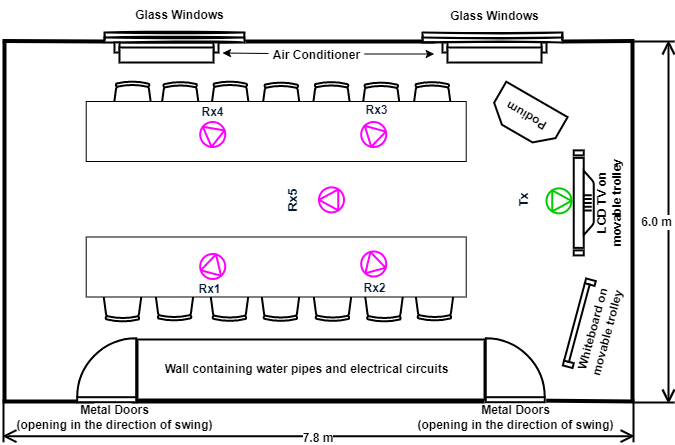 Glass Windows
Glass Windows
Air Conditioner
Rx4
Rx3
Podium
Rx5
Tx
LCD TV on
movable trolley
6.0 m
Rx1
Rx2
Whiteboard on
movable trolley
Wall containing water pipes and electrical circuits
Metal Doors
(opening in the direction of swing)
Metal Doors
(opening in the direction of swing)
7.8 m